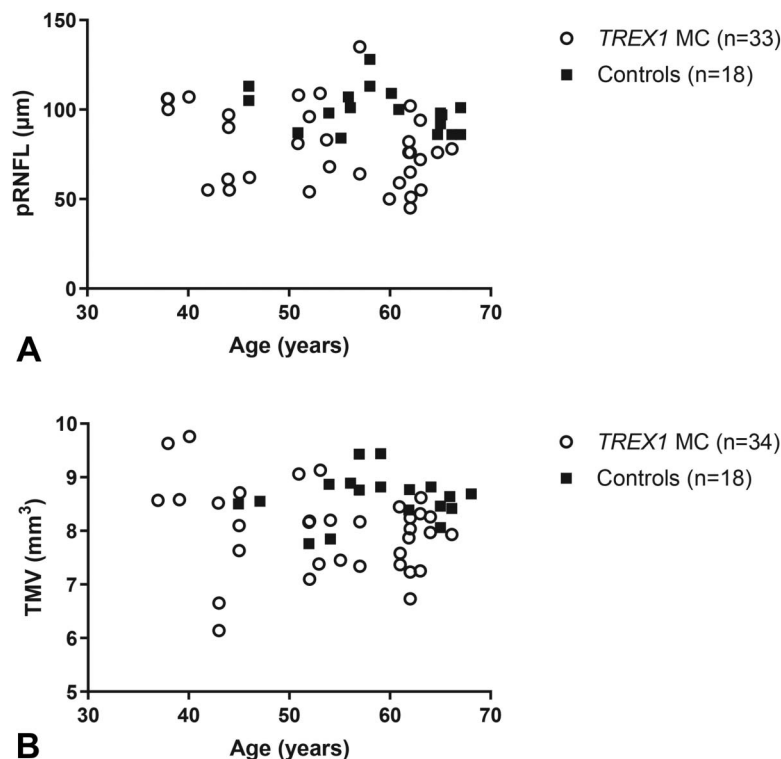 150
100
50
0
pRNFL (µm)
30 40 50 60 70
Age (years)
TREX1 MC (n=33)
Controls (n=18)
A
10
9
8
7
6
5
TMV (mm³)
30 40 50 60 70
Age (years)
TREX1 MC (n=34)
Controls (n=18)
B